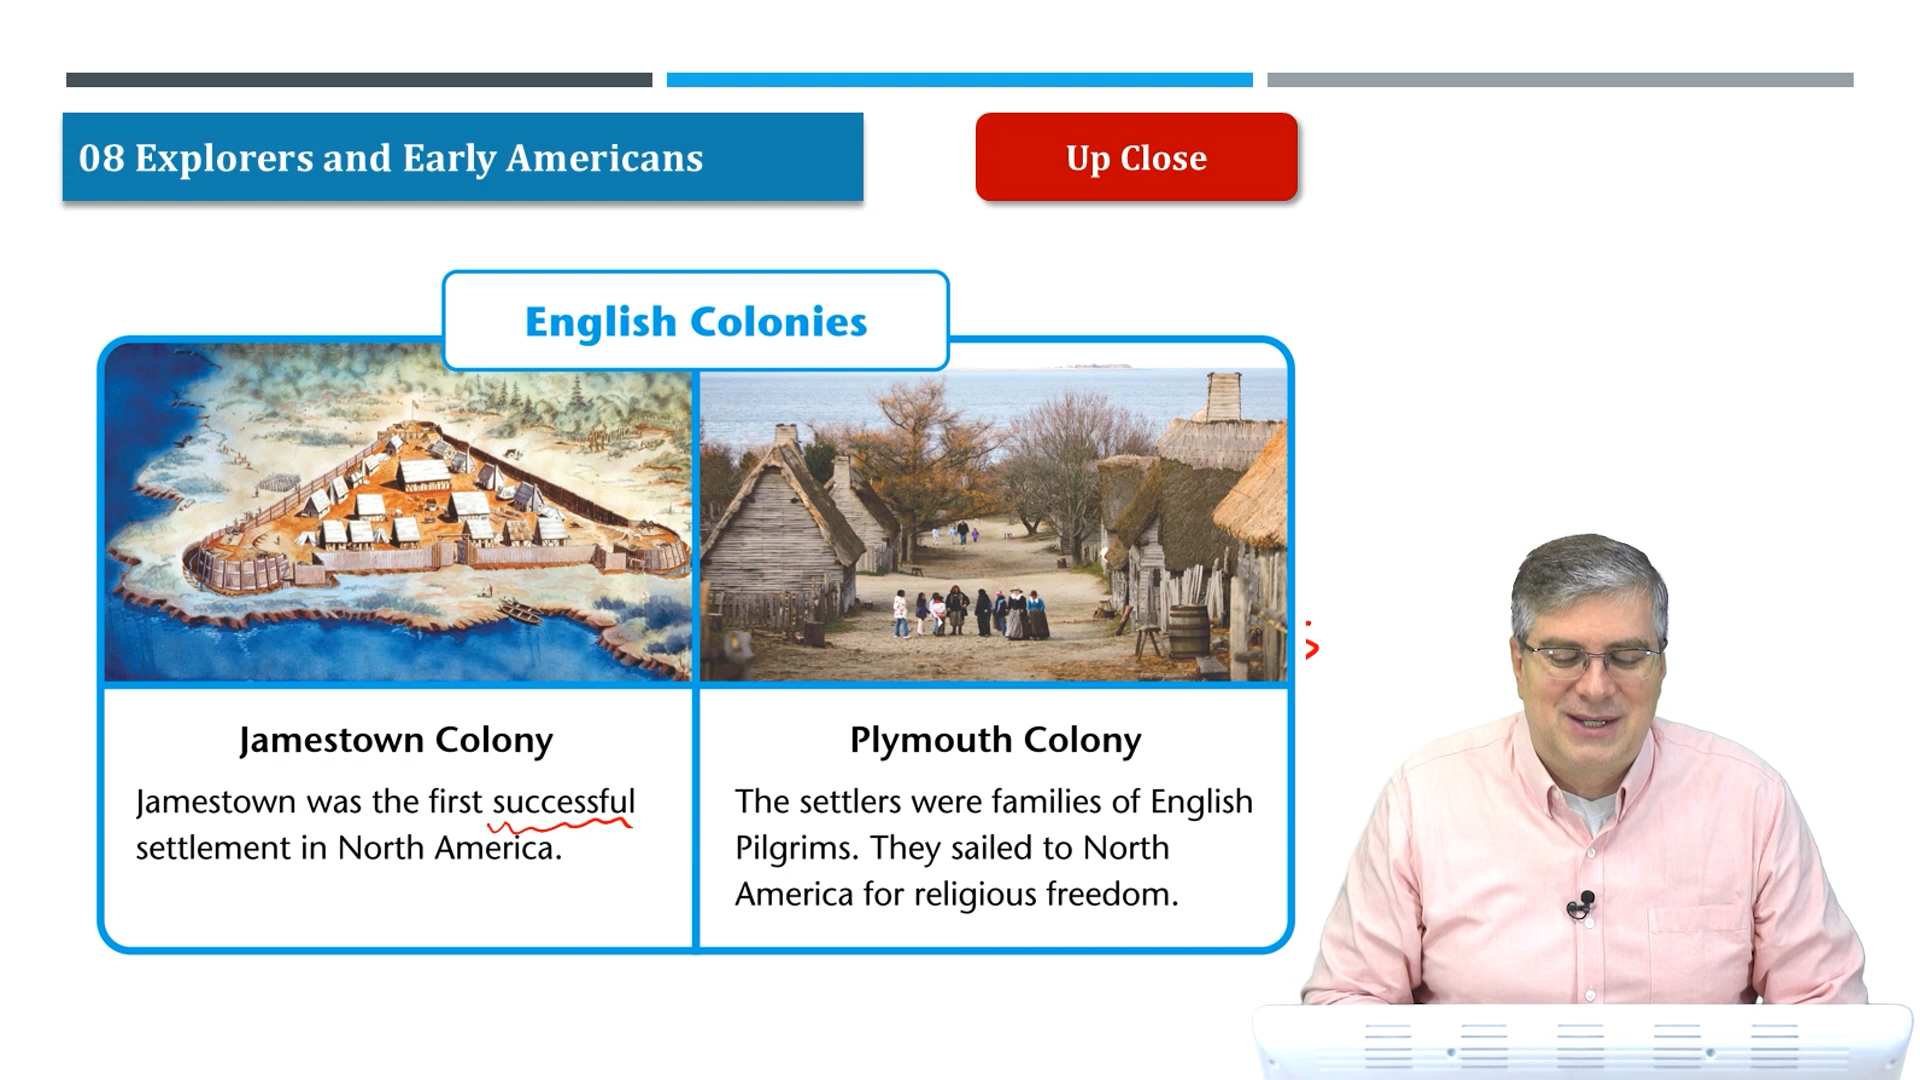 08 Explorers and Early Americans
Up Close
English Colonies
Jamestown Colony
Jamestown was the first successful
settlement in North America.
Plymouth Colony
The settlers were families of English
Pilgrims. They sailed to North
America for religious freedom.